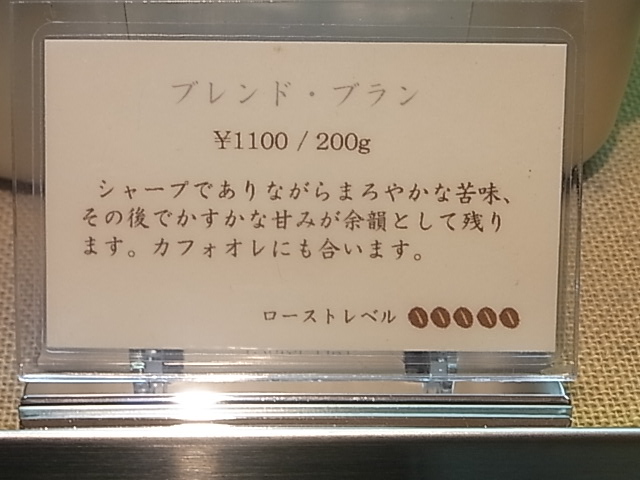 ブレンド・ブラン
¥1100 / 200g
シャープでありながらまろやかな苦味、
その後でかすかな甘みが余韻として残り
ます。カフォオレにも合います。
ローストレベル